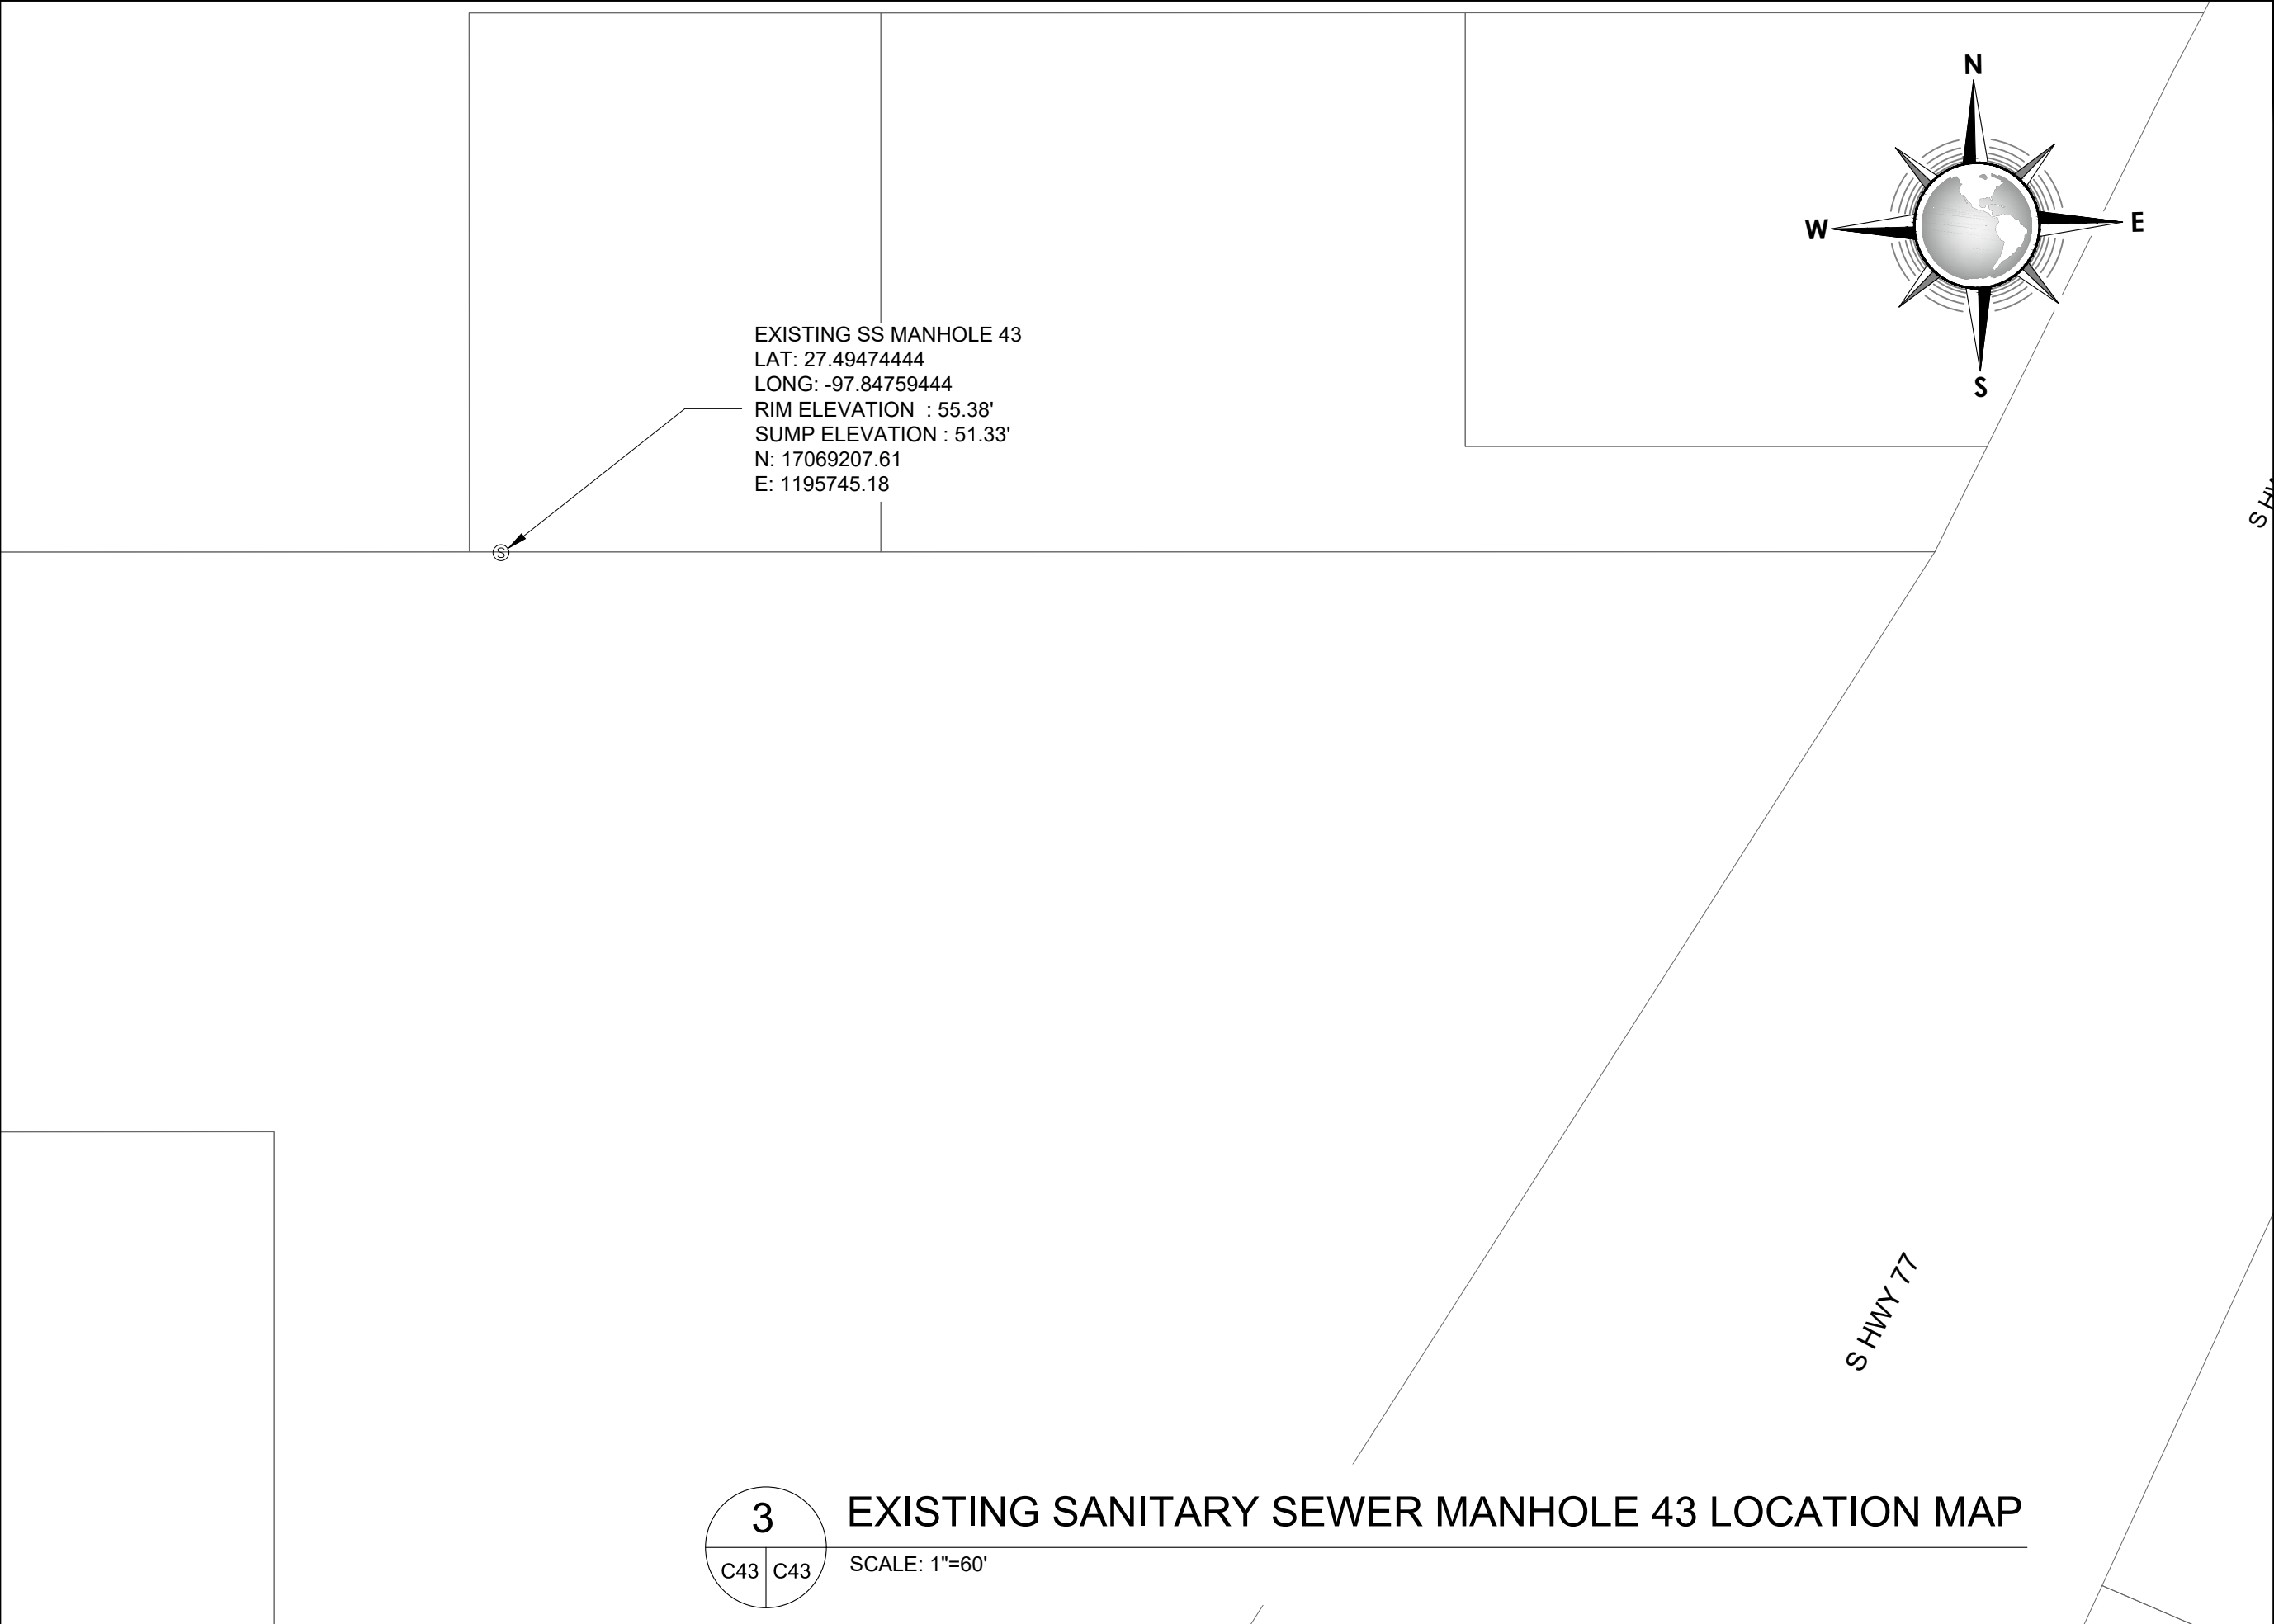 N
W
E
S
EXISTING SS MANHOLE 43
LAT: 27.49474444
LONG: -97.84759444
RIM ELEVATION : 55.38'
SUMP ELEVATION : 51.33'
N: 17069207.61
E: 1195745.18
S
S
S HWY 77
3
C43
C43
EXISTING SANITARY SEWER MANHOLE 43 LOCATION MAP
SCALE: 1"=60'